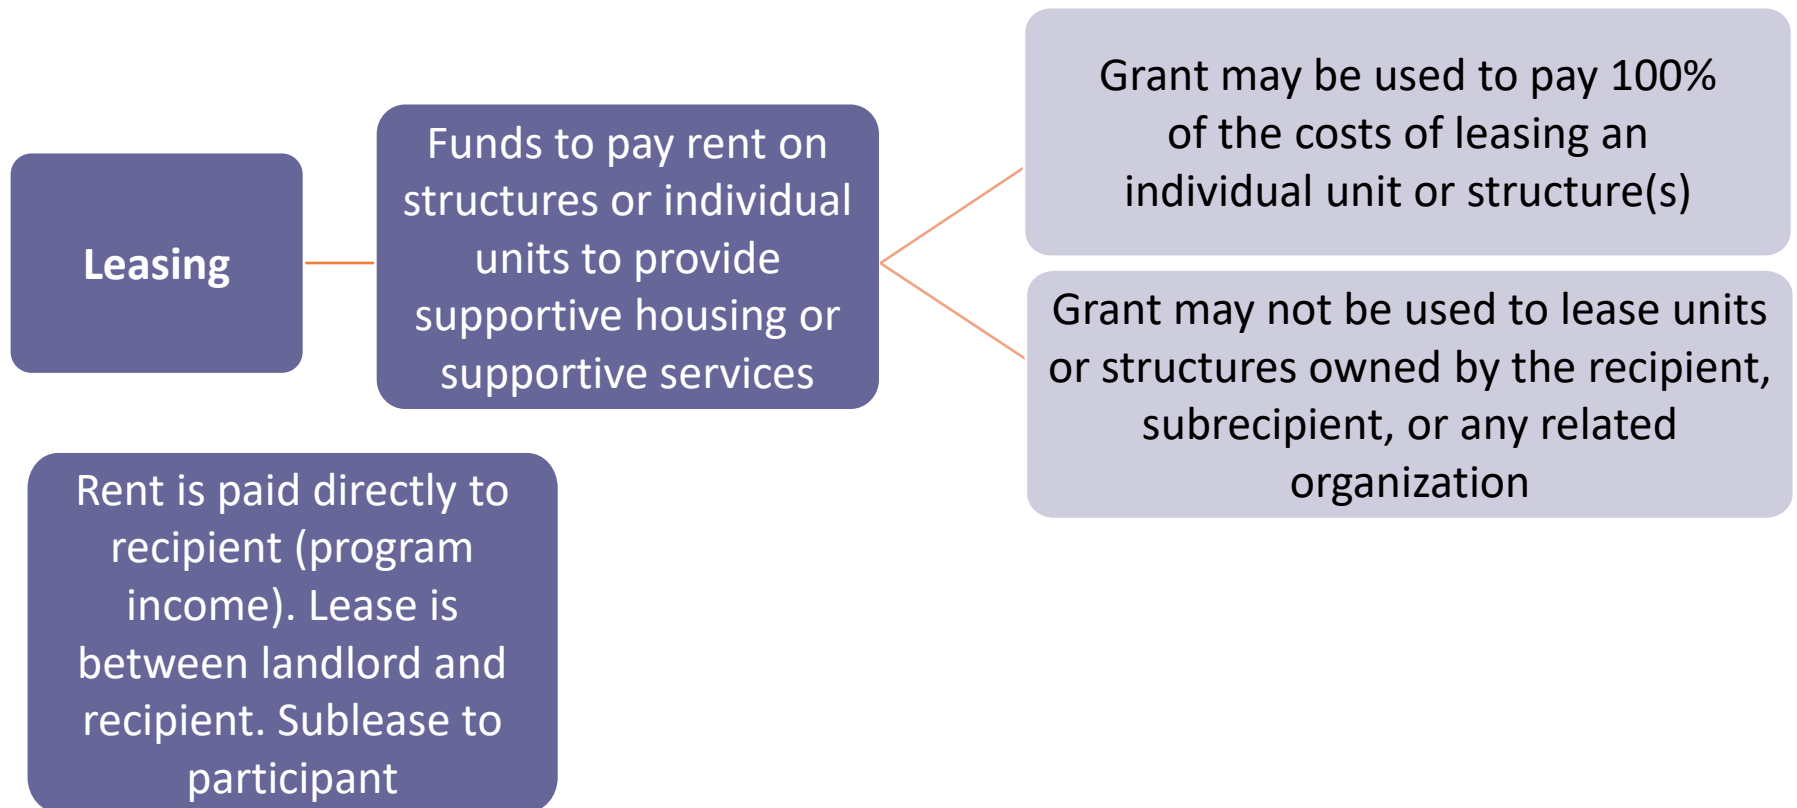 Leasing
Funds to pay rent on
structures or individual
units to provide
supportive housing or
supportive services
Grant may be used to pay 100%
of the costs of leasing an
individual unit or structure(s)
Grant may not be used to lease units
or structures owned by the recipient,
subrecipient, or any related
organization
Rent is paid directly to
recipient (program
income). Lease is
between landlord and
recipient. Sublease to
participant